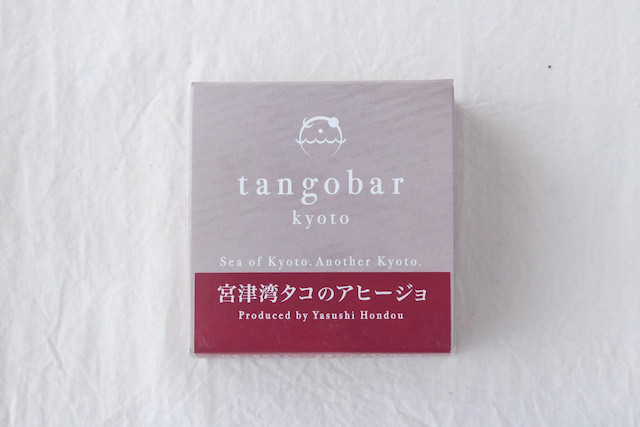 tangobar
kyoto
Sea of Kyoto. Another Kyoto.
宮津湾タコのアヒージョ
Produced by Yasushi Hondou